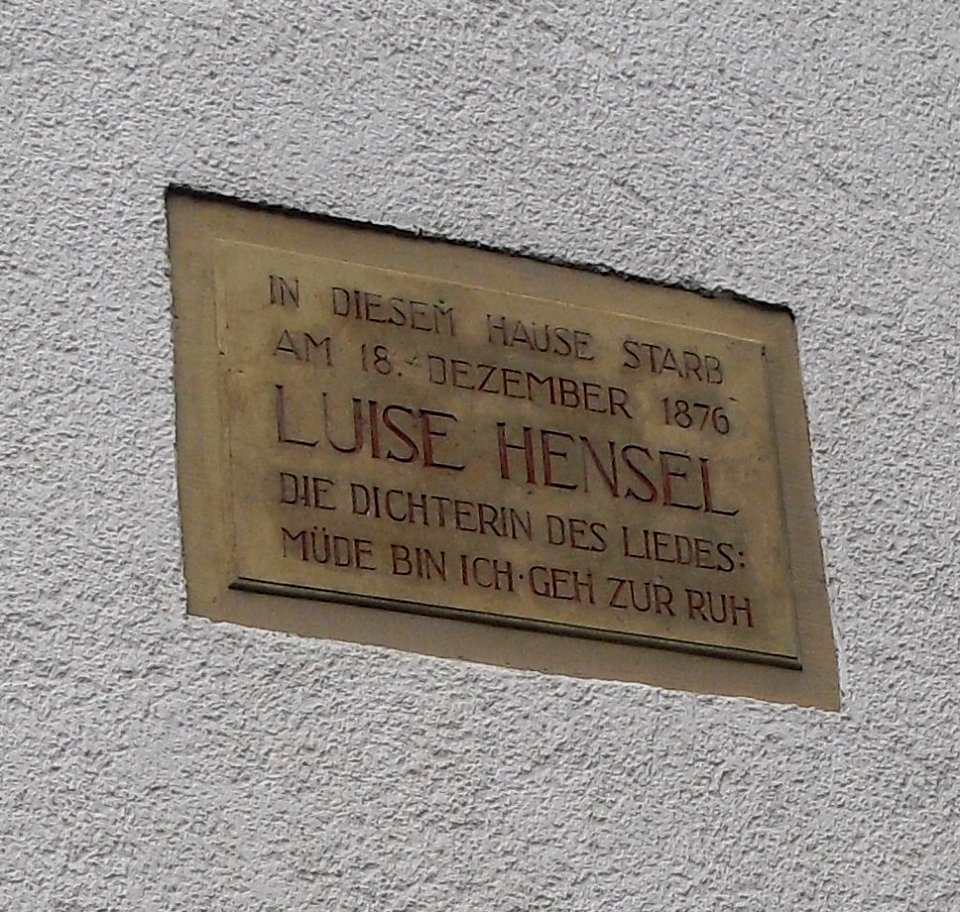 IN DIESEM HAUSE STARB
AM 18. DEZEMBER 1876
LUISE HENSEL
DIE DICHTERIN DES LIEDES:
MÜDE BIN ICH·GEH ZUR RUH